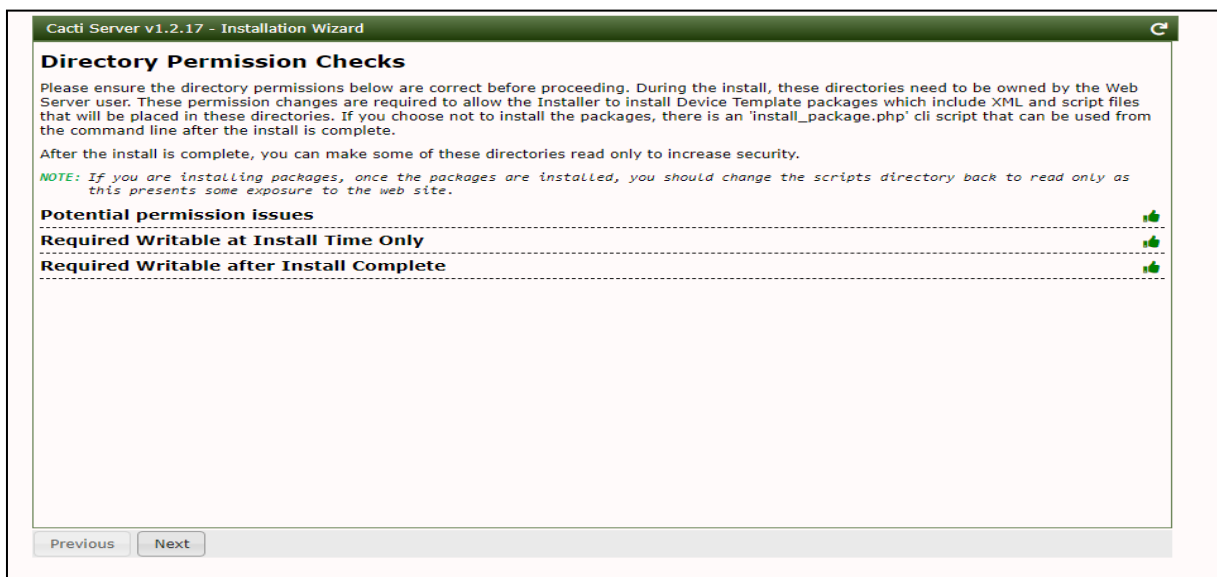 Cacti Server v1.2.17 - Installation Wizard
Directory Permission Checks
Please ensure the directory permissions below are correct before proceeding. During the install, these directories need to be owned by the Web
Server user. These permission changes are required to allow the Installer to install Device Template packages which include XML and script files
that will be placed in these directories. If you choose not to install the packages, there is an 'install_package.php' cli script that can be used from
the command line after the install is complete.
After the install is complete, you can make some of these directories read only to increase security.
NOTE: If you are installing packages, once the packages are installed, you should change the scripts directory back to read only as
this presents some exposure to the web site.
Potential permission issues
Required Writable at Install Time Only
Required Writable after Install Complete
Previous Next